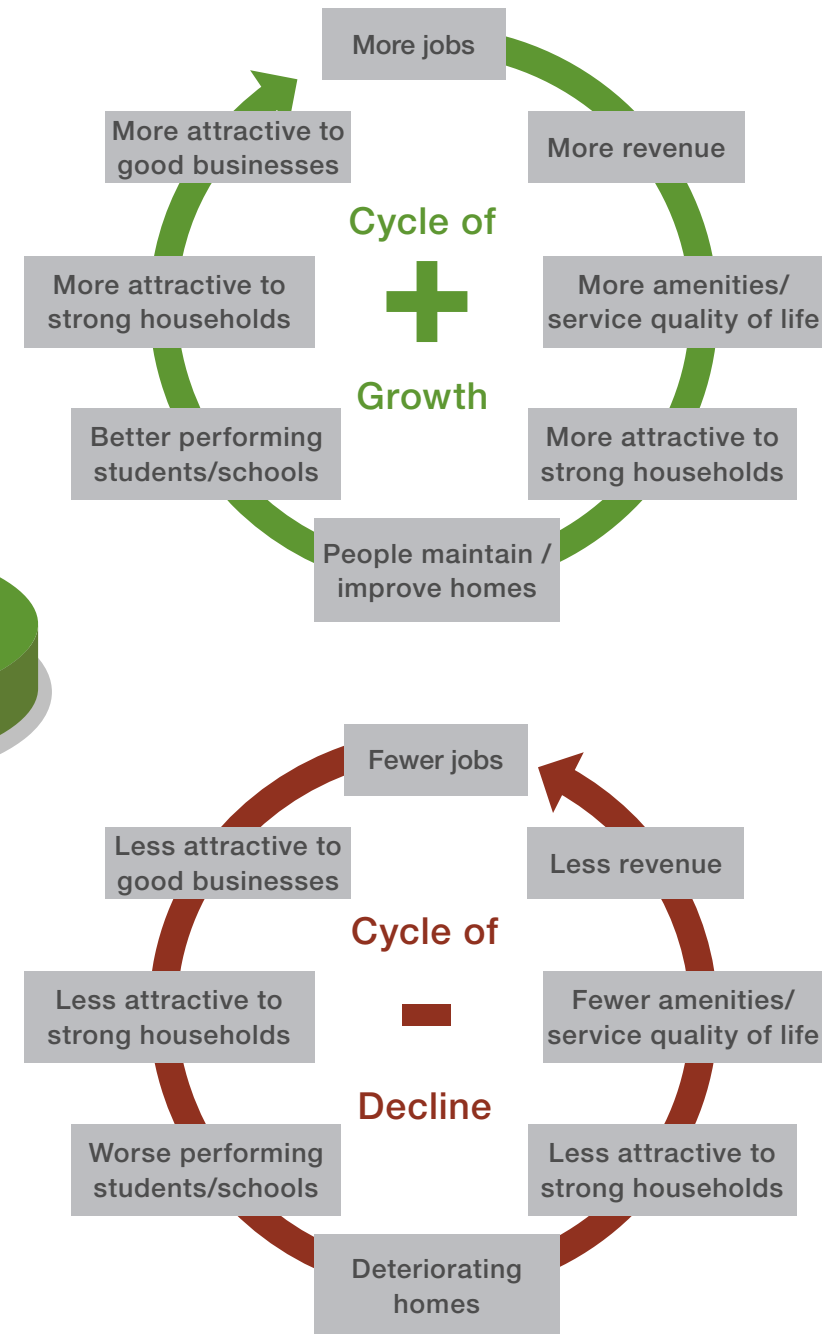 More jobs
More attractive to
good businesses
More revenue
Cycle of
+
Growth
More attractive to
strong households
More amenities/
service quality of life
Better performing
students/schools
More attractive to
strong households
People maintain /
improve homes
Fewer jobs
Less attractive to
good businesses
Less revenue
Cycle of
-
Decline
Less attractive to
strong households
Fewer amenities/
service quality of life
Worse performing
students/schools
Less attractive to
strong households
Deteriorating
homes